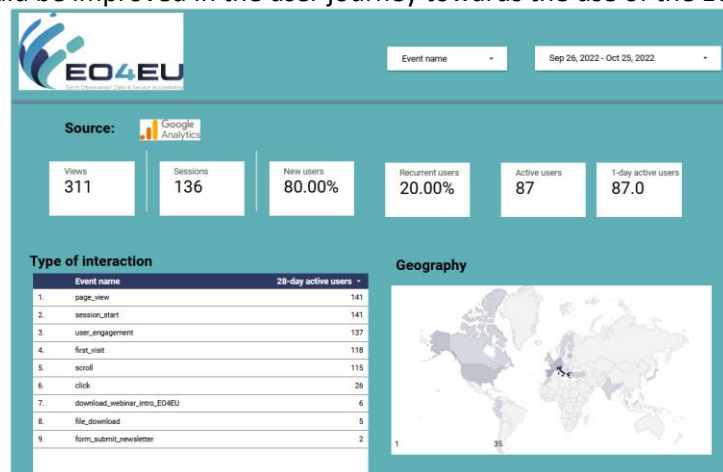 uld be improved in the user journey towards the use of the
EO4EU
Earth Observation Data & Service Accessibility
Event name
Sep 26, 2022 - Oct 25, 2022
Source:
Google
Analytics
Views
311
Sessions
136
New users
80.00%
Recurrent users
20.00%
Active users
87
1-day active users
87.0
Type of interaction
Event name 28-day active users
1. page_view 141
2. session_start 141
3. user_engagement 137
4. first_visit 118
5. scroll 115
6. click 26
7. download_webinar_intro_EO4EU 6
8. file_download 5
9. form_submit_newsletter 2
Geography
1 35